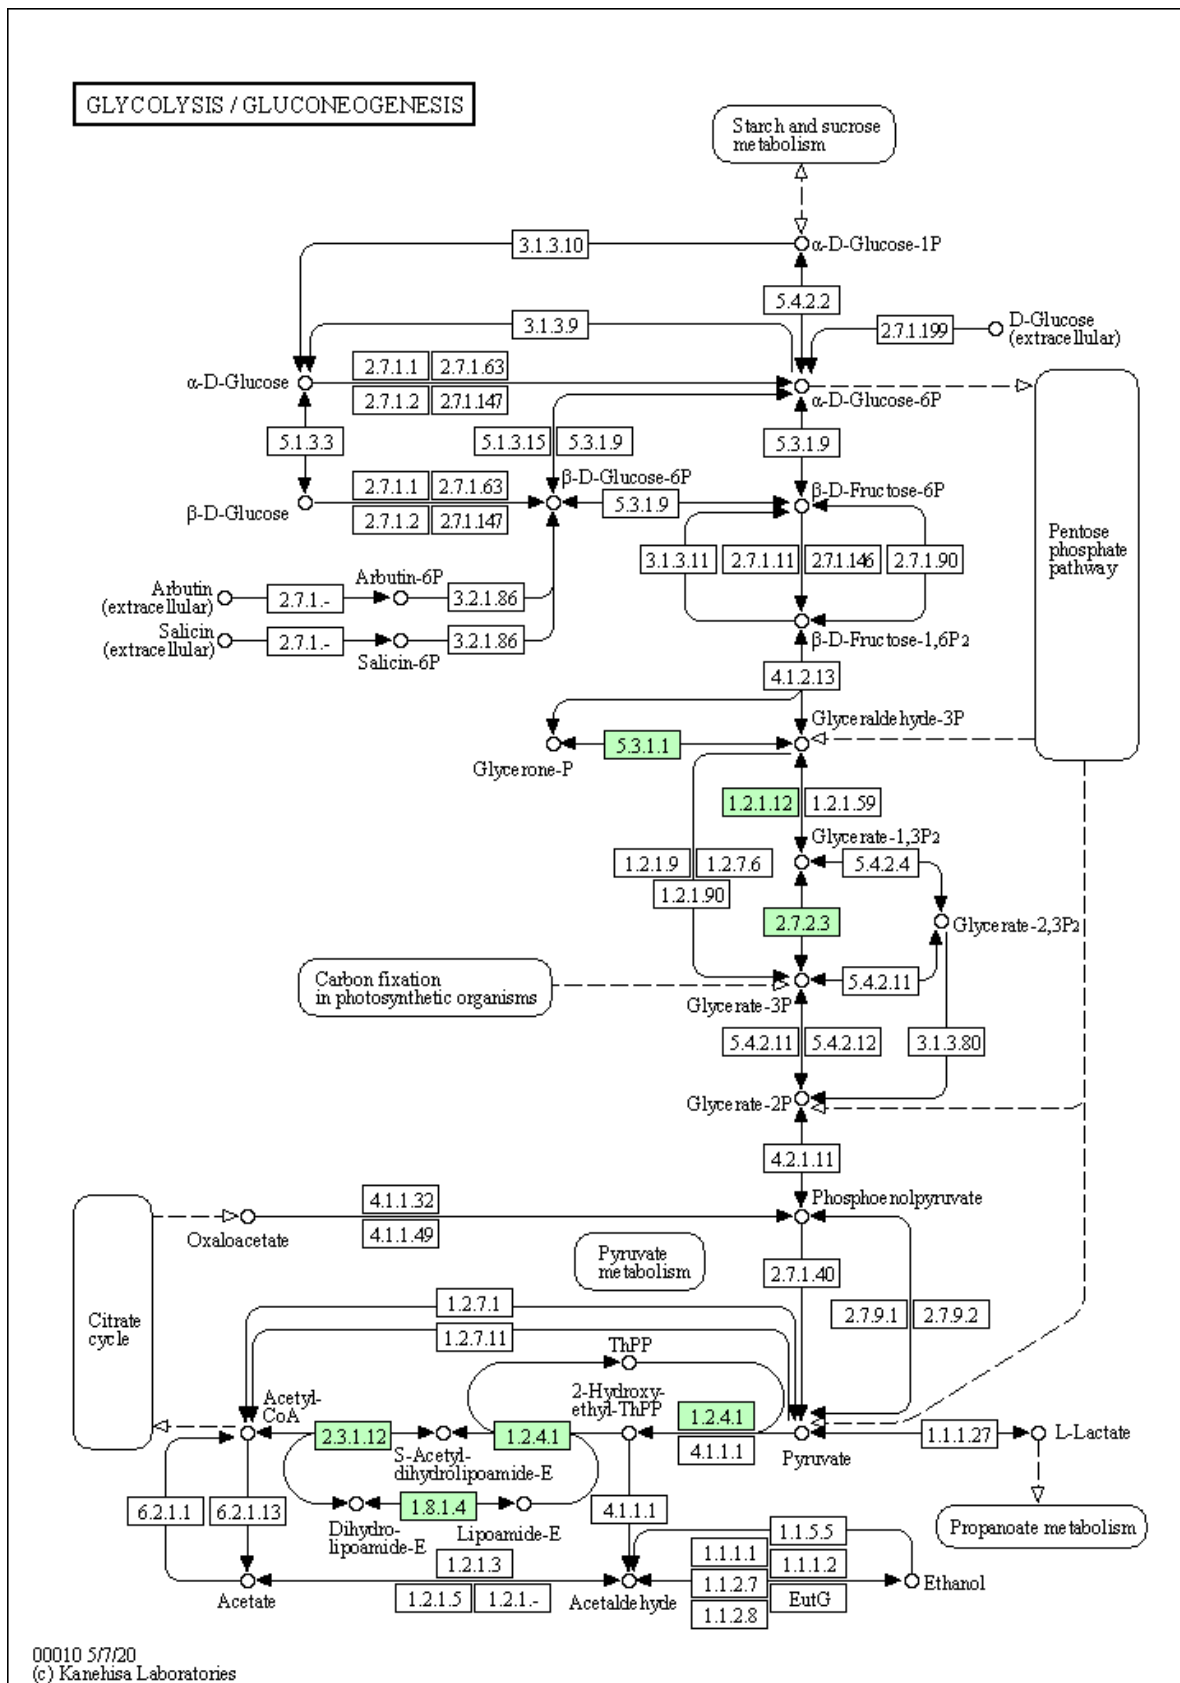 GLYCOLYSIS / GLUCONEOGENESIS
Starch and sucrose
metabolism
3.1.3.10
α-D-Glucose-1P
5.4.2.2
3.1.3.9
2.7.1.199
D-Glucose
(extracellular)
2.7.1.1
2.7.1.63
α-D-Glucose
2.7.1.2
2.7.1.147
α-D-Glucose-6P
5.1.3.3
5.1.3.15
5.3.1.9
5.3.1.9
2.7.1.1
2.7.1.63
β-D-Glucose-6P
β-D-Fructose-6P
β-D-Glucose
5.3.1.9
2.7.1.2
2.7.1.147
Pentose
phosphate
pathway
3.1.3.11
2.7.1.11
2.7.1.146
2.7.1.90
Arbutin-6P
Arbutin
(extracellular)
2.7.1.-
3.2.1.86
Salicin
(extracellular)
2.7.1.-
3.2.1.86
Salicin-6P
β-D-Fructose-1,6P2
4.1.2.13
Glyceraldehyde-3P
5.3.1.1
Glycerone-P
1.2.1.12
1.2.1.59
Glycerate-1,3P2
1.2.1.9
1.2.7.6
5.4.2.4
1.2.1.90
2.7.2.3
Glycerate-2,3P2
Carbon fixation
in photosynthetic organisms
5.4.2.11
Glycerate-3P
5.4.2.11
5.4.2.12
3.1.3.80
Glycerate-2P
4.2.1.11
4.1.1.32
Phosphoenolpyruvate
Oxaloacetate
4.1.1.49
Pyruvate
metabolism
2.7.1.40
1.2.7.1
2.7.9.1
2.7.9.2
Citrate
cycle
1.2.7.11
ThPP
Acetyl-
CoA
2-Hydroxy-
ethyl-ThPP
1.2.4.1
2.3.1.12
1.2.4.1
1.1.1.27
L-Lactate
S-Acetyl-
dihydrolipoamide-E
4.1.1.1
Pyruvate
6.2.1.1
6.2.1.13
1.8.1.4
4.1.1.1
Dihydro-
lipoamide-E
Lipoamide-E
1.1.5.5
Propanoate metabolism
1.2.1.3
1.1.1.1
1.1.1.2
Acetate
1.1.2.7
Ethanol
1.2.1.5
1.2.1.-
Acetaldehyde
EutG
1.1.2.8
00010 5/7/20
(c) Kanehisa Laboratories